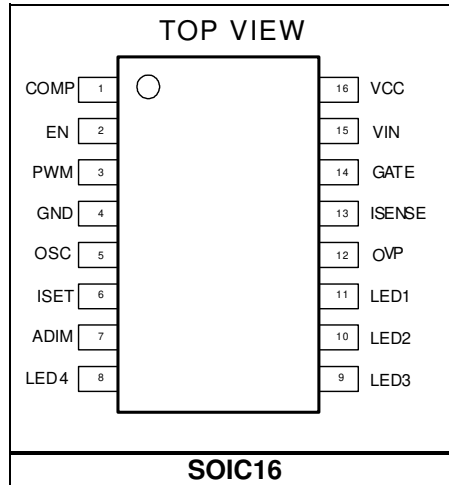 TOP VIEW
COMP 1 16 VCC
EN 2 15 VIN
PWM 3 14 GATE
GND 4 13 ISENSE
OSC 5 12 OVP
ISET 6 11 LED1
ADIM 7 10 LED2
LED4 8 9 LED3
SOIC16